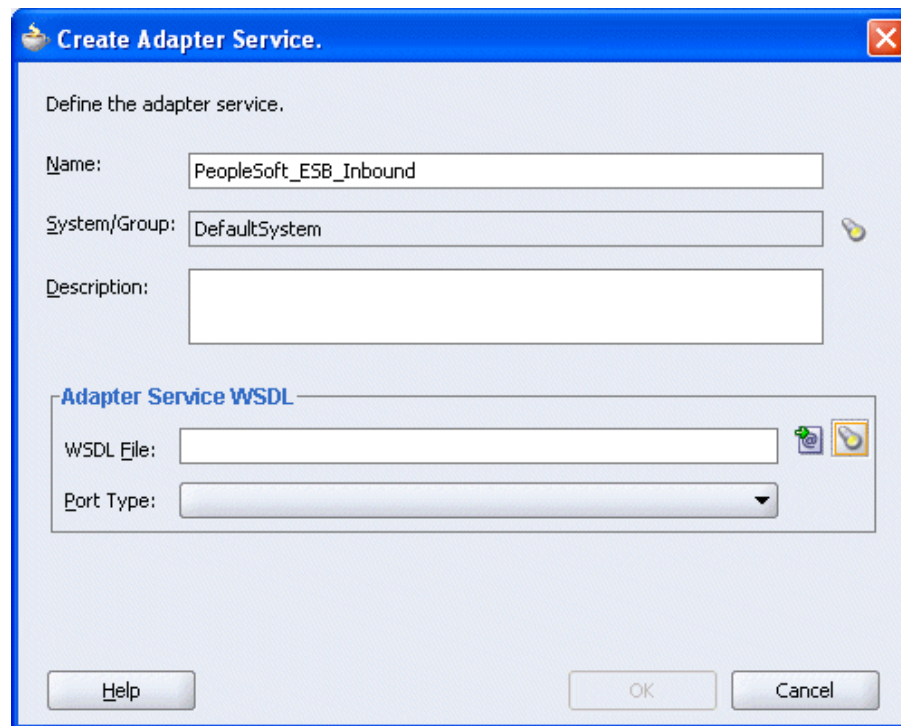 Create Adapter Service.
Define the adapter service.
Name: PeopleSoft_ESB_Inbound
System/Group: DefaultSystem
Description:
Adapter Service WSDL
WSDL File:
Port Type:
Help OK Cancel